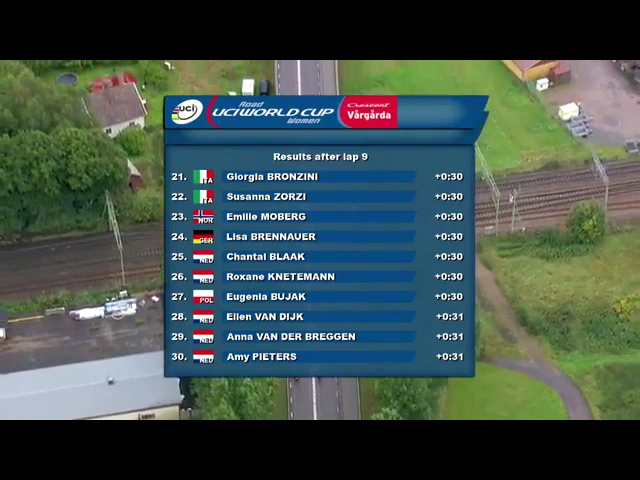 uci
Road
UCI WORLD CUP
Women
Crescent
Vårgårda
Results after lap 9
21. ITA Giorgia BRONZINI +0:30
22. ITA Susanna ZORZI +0:30
23. NOR Emilie MOBERG +0:30
24. GER Lisa BRENNAUER +0:30
25. NED Chantal BLAAK +0:30
26. NED Roxane KNETEMANN +0:30
27. POL Eugenia BUJAK +0:30
28. NED Ellen VAN DIJK +0:31
29. NED Anna VAN DER BREGGEN +0:31
30. NED Amy PIETERS +0:31